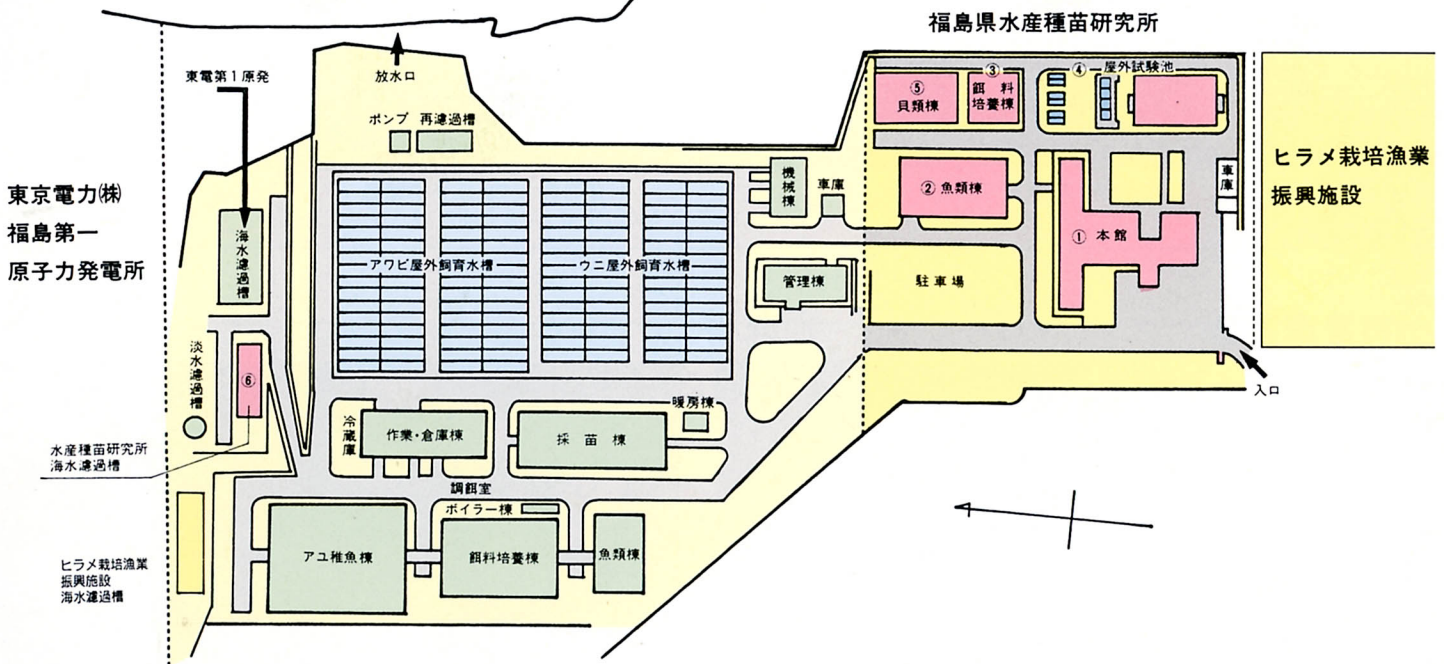 福島県水産種苗研究所
東電第1原発
放水口
ポンプ 再濾過槽
⑤
貝類棟
③
餌料
培養棟
④ 屋外試験池
ヒラメ栽培漁業
振興施設
東京電力(株)
福島第一
原子力発電所
海水濾過槽
機械棟
車庫
② 魚類棟
車庫
① 本館
アワビ屋外飼育水槽
ウニ屋外飼育水槽
管理棟
駐車場
淡水濾過槽
⑥
入口
水産種苗研究所
海水濾過槽
冷蔵庫
作業・倉庫棟
採苗棟
暖房棟
調餌室
ボイラー棟
アユ稚魚棟
餌料培養棟
魚類棟
ヒラメ栽培漁業
振興施設
海水濾過槽